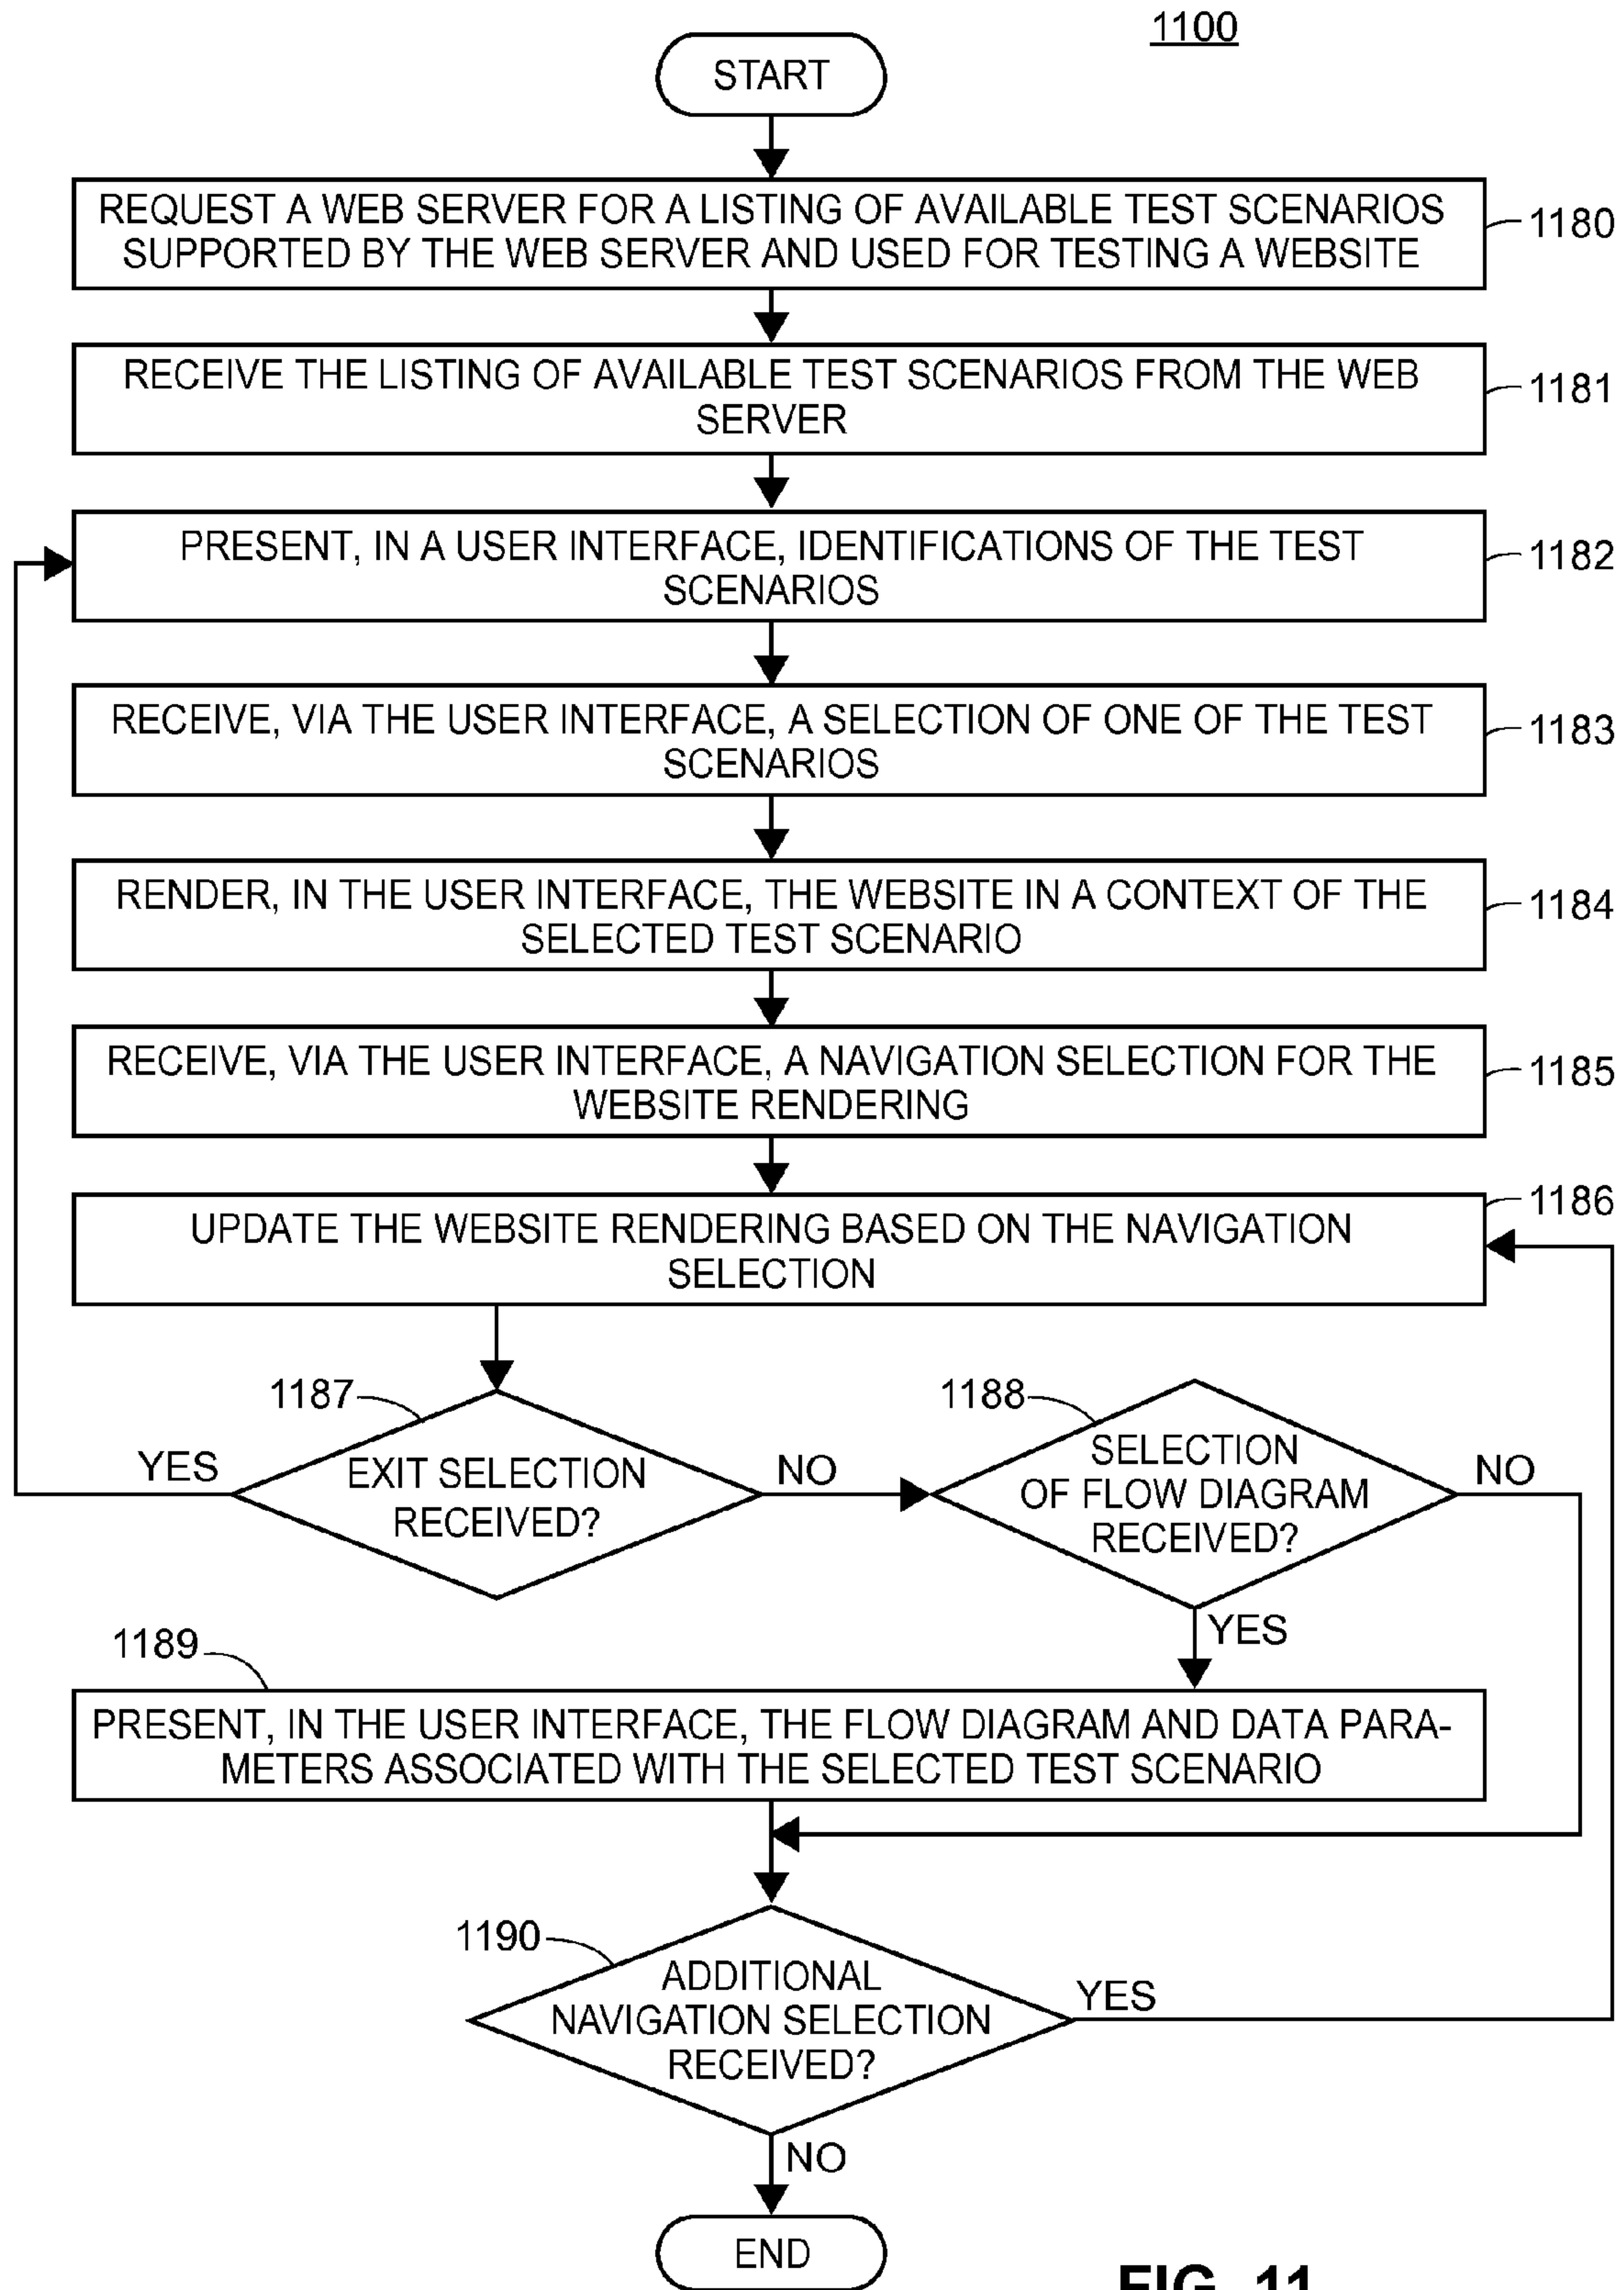 1100
START
REQUEST A WEB SERVER FOR A LISTING OF AVAILABLE TEST SCENARIOS
SUPPORTED BY THE WEB SERVER AND USED FOR TESTING A WEBSITE
1180
RECEIVE THE LISTING OF AVAILABLE TEST SCENARIOS FROM THE WEB
SERVER
1181
PRESENT, IN A USER INTERFACE, IDENTIFICATIONS OF THE TEST
SCENARIOS
1182
RECEIVE, VIA THE USER INTERFACE, A SELECTION OF ONE OF THE TEST
SCENARIOS
1183
RENDER, IN THE USER INTERFACE, THE WEBSITE IN A CONTEXT OF THE
SELECTED TEST SCENARIO
1184
RECEIVE, VIA THE USER INTERFACE, A NAVIGATION SELECTION FOR THE
WEBSITE RENDERING
1185
UPDATE THE WEBSITE RENDERING BASED ON THE NAVIGATION
SELECTION
1186
1187
EXIT SELECTION
RECEIVED?
YES
NO
1188
SELECTION
OF FLOW DIAGRAM
RECEIVED?
NO
YES
1189
PRESENT, IN THE USER INTERFACE, THE FLOW DIAGRAM AND DATA PARA-
METERS ASSOCIATED WITH THE SELECTED TEST SCENARIO
1190
ADDITIONAL
NAVIGATION SELECTION
RECEIVED?
YES
NO
END
FIG. 11